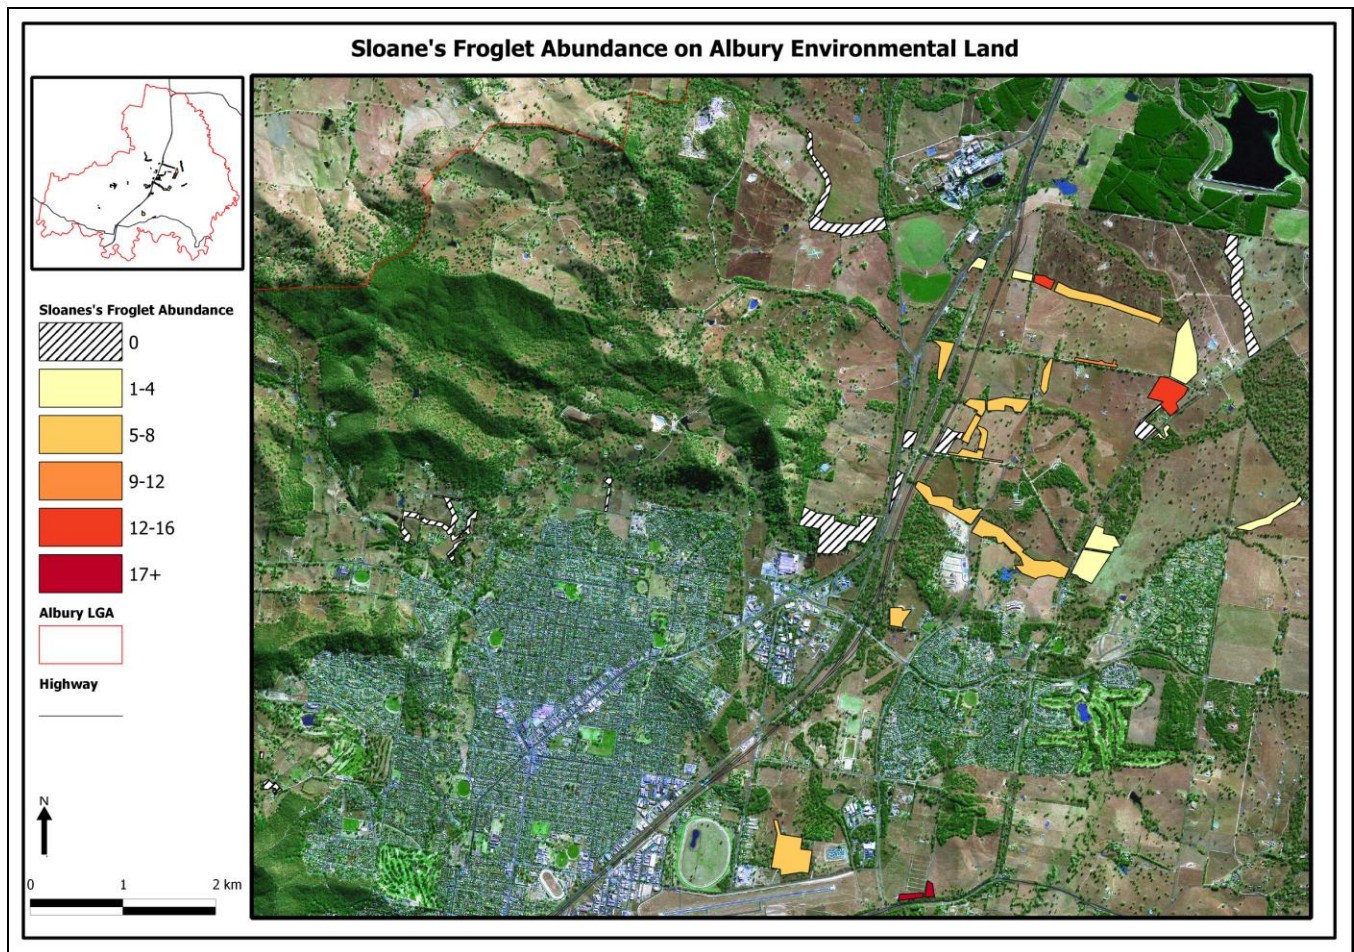 Sloane's Froglet Abundance on Albury Environmental Land
Sloanes's Froglet Abundance
0
1-4
5-8
9-12
12-16
17+
Albury LGA
Highway
N
0 1 2 km